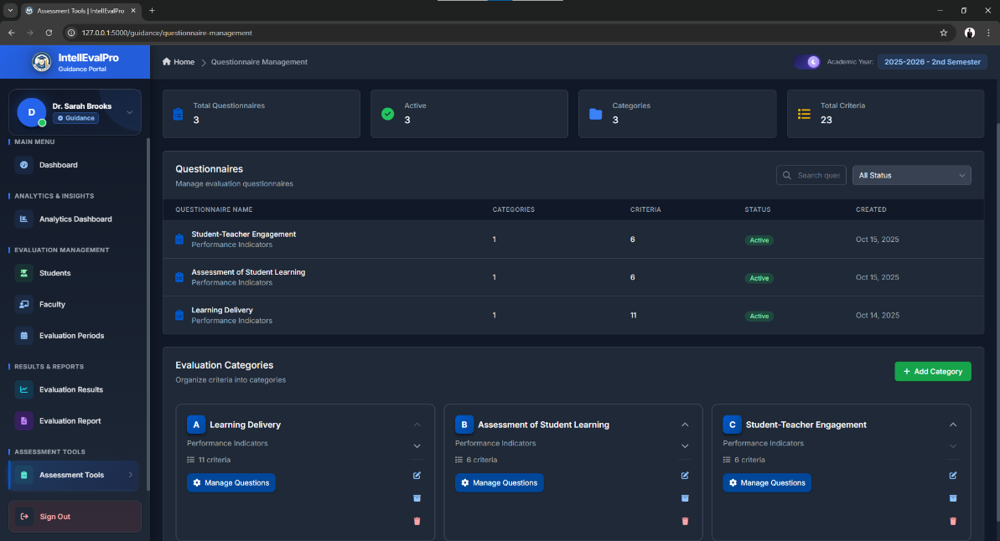 Assessment Tools | IntellEvalPro
127.0.0.1:5000/guidance/questionnaire-management
IntellEvalPro
Guidance Portal
D
Dr. Sarah Brooks
Guidance
MAIN MENU
Dashboard
ANALYTICS & INSIGHTS
Analytics Dashboard
EVALUATION MANAGEMENT
Students
Faculty
Evaluation Periods
RESULTS & REPORTS
Evaluation Results
Evaluation Report
ASSESSMENT TOOLS
Assessment Tools
Sign Out
Home
Questionnaire Management
Academic Year:
2025-2026 - 2nd Semester
Total Questionnaires
3
Active
3
Categories
3
Total Criteria
23
Questionnaires
Manage evaluation questionnaires
Search ques
All Status
QUESTIONNAIRE NAME CATEGORIES CRITERIA STATUS CREATED
Student-Teacher Engagement
Performance Indicators
1 6 Active Oct 15, 2025
Assessment of Student Learning
Performance Indicators
1 6 Active Oct 15, 2025
Learning Delivery
Performance Indicators
1 11 Active Oct 14, 2025
Evaluation Categories
Organize criteria into categories
+ Add Category
A Learning Delivery
Performance Indicators
11 criteria
Manage Questions
B Assessment of Student Learning
Performance Indicators
6 criteria
Manage Questions
C Student-Teacher Engagement
Performance Indicators
6 criteria
Manage Questions